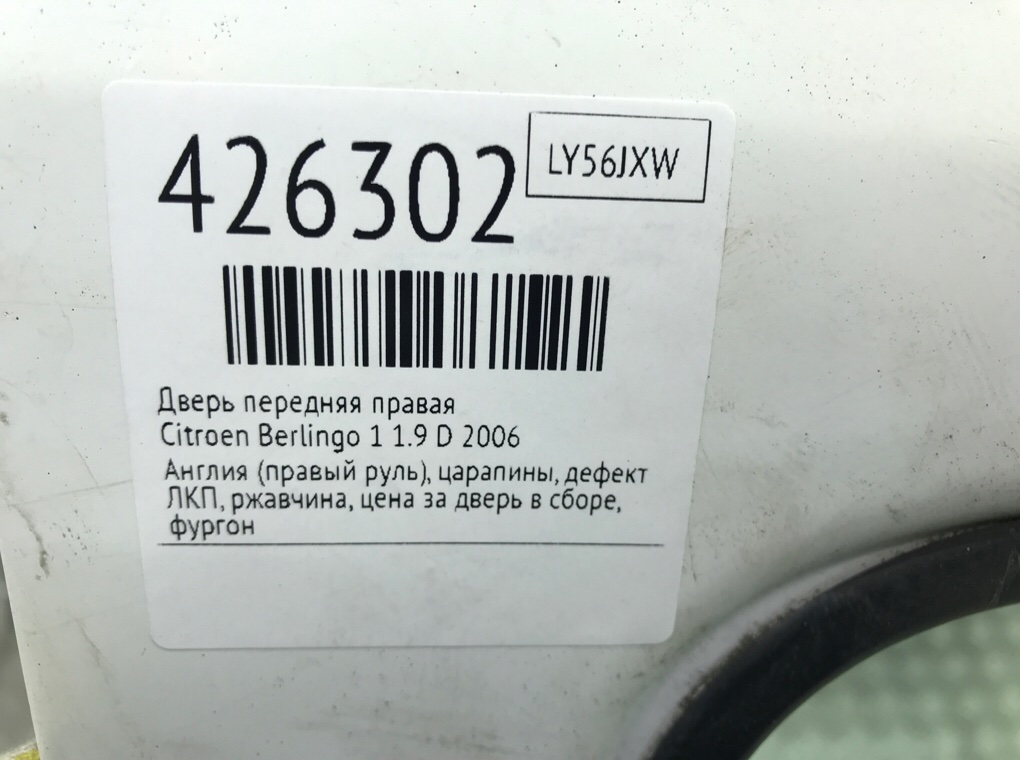 426302
LY56JXW
Дверь передняя правая
Citroen Berlingo 1 1.9 D 2006
Англия (правый руль), царапины, дефект
ЛКП, ржавчина, цена за дверь в сборе,
фургон